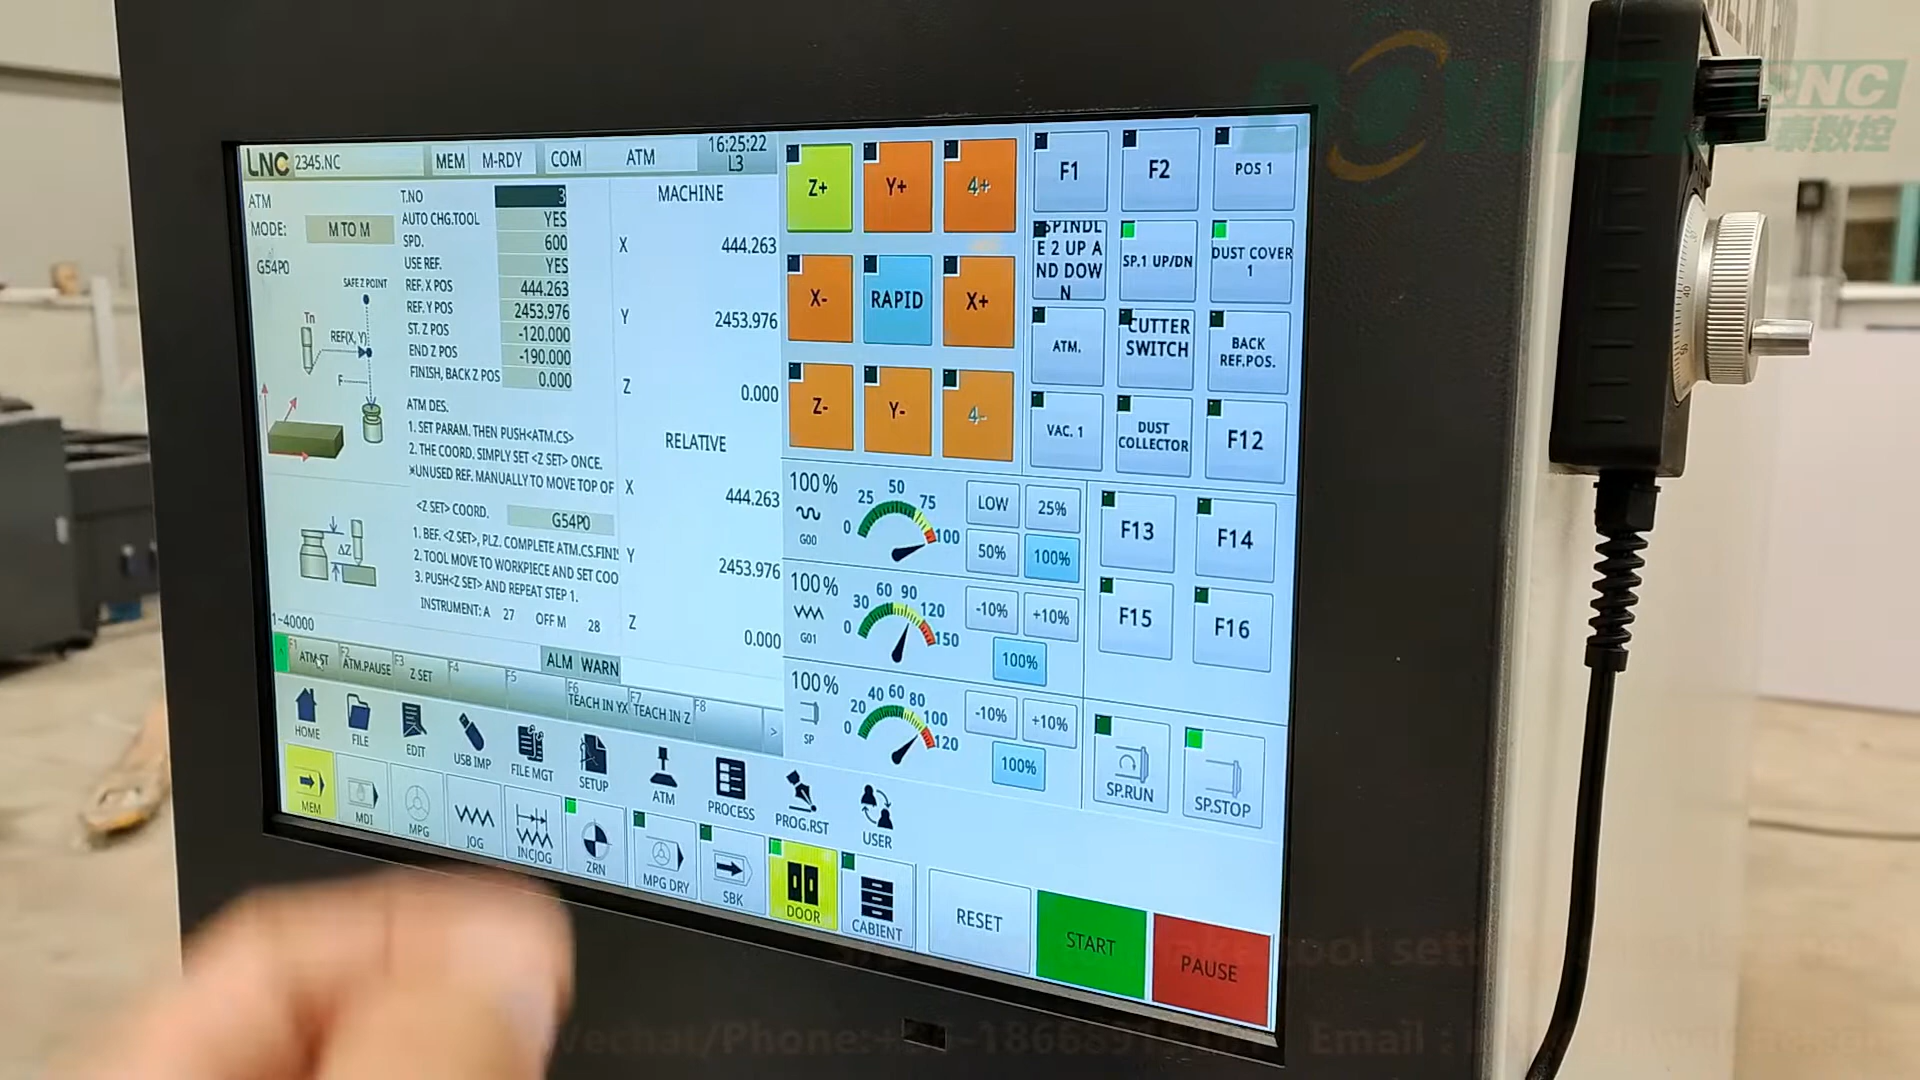 LNC 2345.NC MEM M-RDY COM ATM 16:25:22 L3
ATM
MODE: M TO M
G54P0
SAFE Z POINT
Tn
REF(X, Y)
F
ΔZ
T.NO 3
AUTO CHG.TOOL YES
SPD. 600
USE REF. YES
REF. X POS 444.263
REF. Y POS 2453.976
ST. Z POS -120.000
END Z POS -190.000
FINISH, BACK Z POS 0.000
ATM DES.
1. SET PARAM. THEN PUSH<ATM.CS>
2. THE COORD. SIMPLY SET <Z SET> ONCE.
※UNUSED REF. MANUALLY TO MOVE TOP OF
<Z SET> COORD. G54P0
1. BEF. <Z SET>, PLZ. COMPLETE ATM.CS.FINI
2. TOOL MOVE TO WORKPIECE AND SET COO
3. PUSH<Z SET> AND REPEAT STEP 1.
INSTRUMENT: A 27 OFF M 28
1~40000
MACHINE
X 444.263
Y 2453.976
Z 0.000
RELATIVE
X 444.263
Y 2453.976
Z 0.000
ALM WARN
F1 ATM.ST
F2 ATM.PAUSE
F3 Z SET
F4
F5
F6 TEACH IN YX
F7 TEACH IN Z
F8
>
HOME
FILE
EDIT
USB IMP
FILE MGT
SETUP
ATM
PROCESS
PROG.RST
USER
MEM
MDI
MPG
JOG
INCJOG
ZRN
MPG DRY
SBK
DOOR
CABIENT
RESET
START
PAUSE
Z+ Y+ 4+
X- RAPID X+
Z- Y- 4-
F1 F2 POS 1
SPINDL
E 2 UP A
ND DOW
N
SP.1 UP/DN
DUST COVER
1
ATM.
CUTTER
SWITCH
BACK
REF.POS.
VAC. 1
DUST
COLLECTOR
F12
F13 F14
F15 F16
100% G00
0 25 50 75 100
LOW 25%
50% 100%
100% G01
0 30 60 90 120 150
-10% +10%
100%
100% SP
0 20 40 60 80 100 120
-10% +10%
100%
SP.RUN SP.STOP
CNC
数控
Wechat/Phone:
Email :